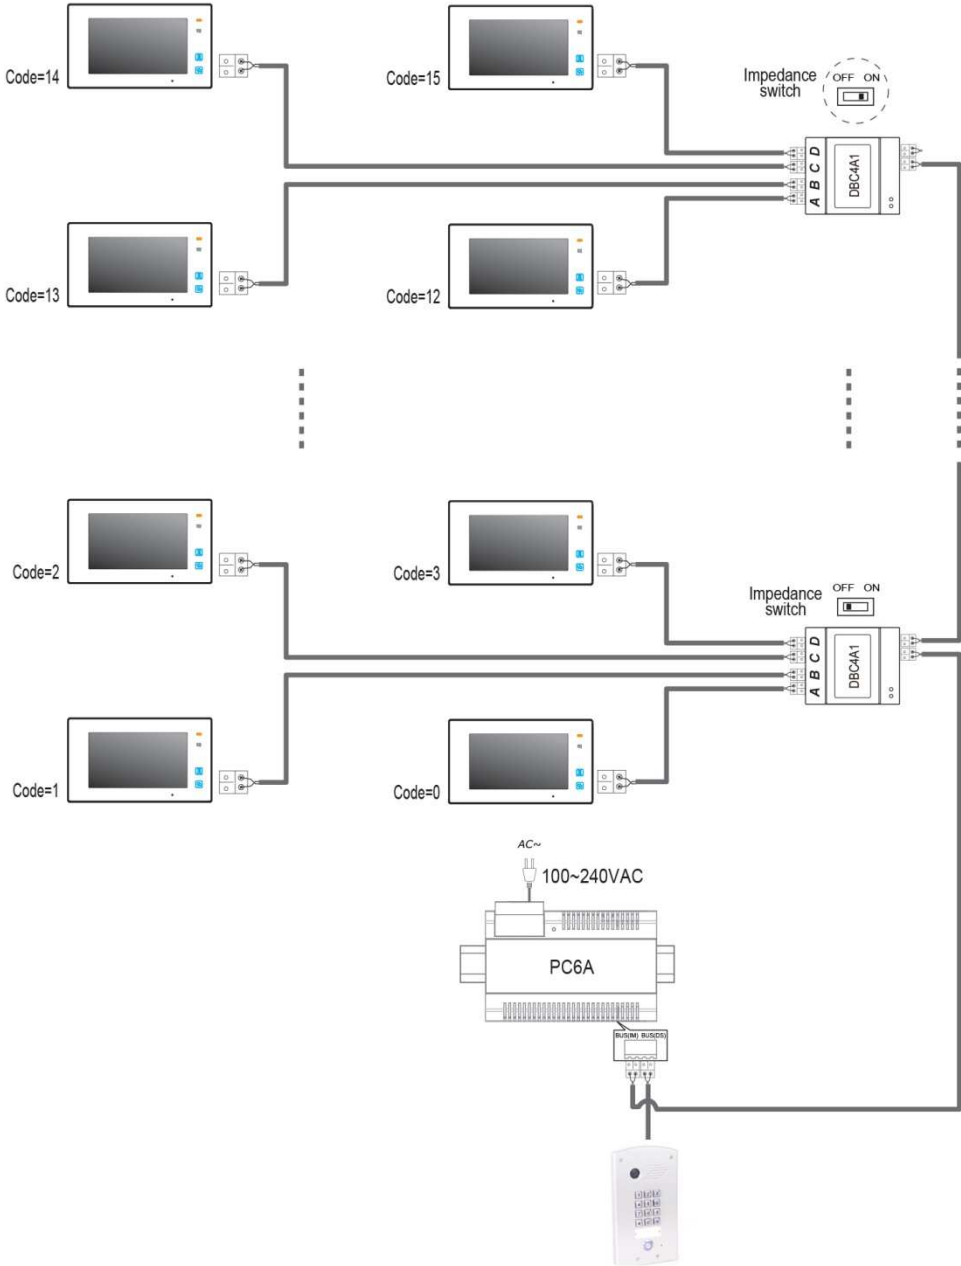 Code=14
Code=15
Impedance
switch
OFF ON
D
C
B
A
DBC4A1
Code=13
Code=12
Code=2
Code=3
Impedance
switch
OFF ON
D
C
B
A
DBC4A1
Code=1
Code=0
AC~
100~240VAC
PC6A
BUS(IM) BUS(DS)